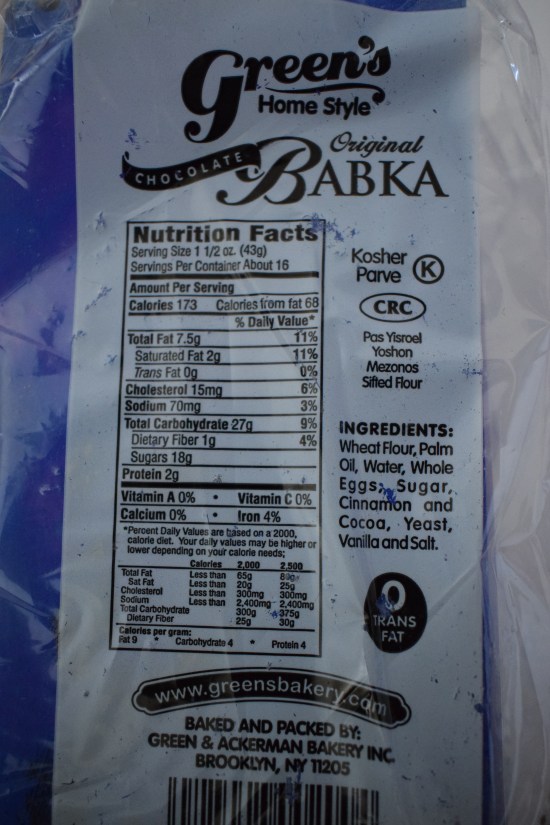 Green's
Home Style
CHOCOLATE
Original
BABKA
Nutrition Facts
Serving Size 1 1/2 oz. (43g)
Servings Per Container About 16
Amount Per Serving
Calories 173 Calories from fat 68
% Daily Value*
Total Fat 7.5g 11%
Saturated Fat 2g 11%
Trans Fat 0g 0%
Cholesterol 15mg 6%
Sodium 70mg 3%
Total Carbohydrate 27g 9%
Dietary Fiber 1g 4%
Sugars 18g
Protein 2g
Vitamin A 0% • Vitamin C 0%
Calcium 0% • Iron 4%
*Percent Daily Values are based on a 2000,
calorie diet. Your daily values may be higher or
lower depending on your calorie needs;
Calories 2,000 2,500
Total Fat Less than 65g 80g
Sat Fat Less than 20g 25g
Cholesterol Less than 300mg 300mg
Sodium Less than 2,400mg 2,400mg
Total Carbohydrate 300g 375g
Dietary Fiber 25g 30g
Calories per gram:
Fat 9 * Carbohydrate 4 * Protein 4
Kosher
Parve K
CRC
Pas Yisroel
Yoshon
Mezonos
Sifted Flour
INGREDIENTS:
Wheat Flour, Palm
Oil, Water, Whole
Eggs, Sugar,
Cinnamon and
Cocoa, Yeast,
Vanilla and Salt.
0
TRANS
FAT
www.greensbakery.com
BAKED AND PACKED BY:
GREEN & ACKERMAN BAKERY INC.
BROOKLYN, NY 11205